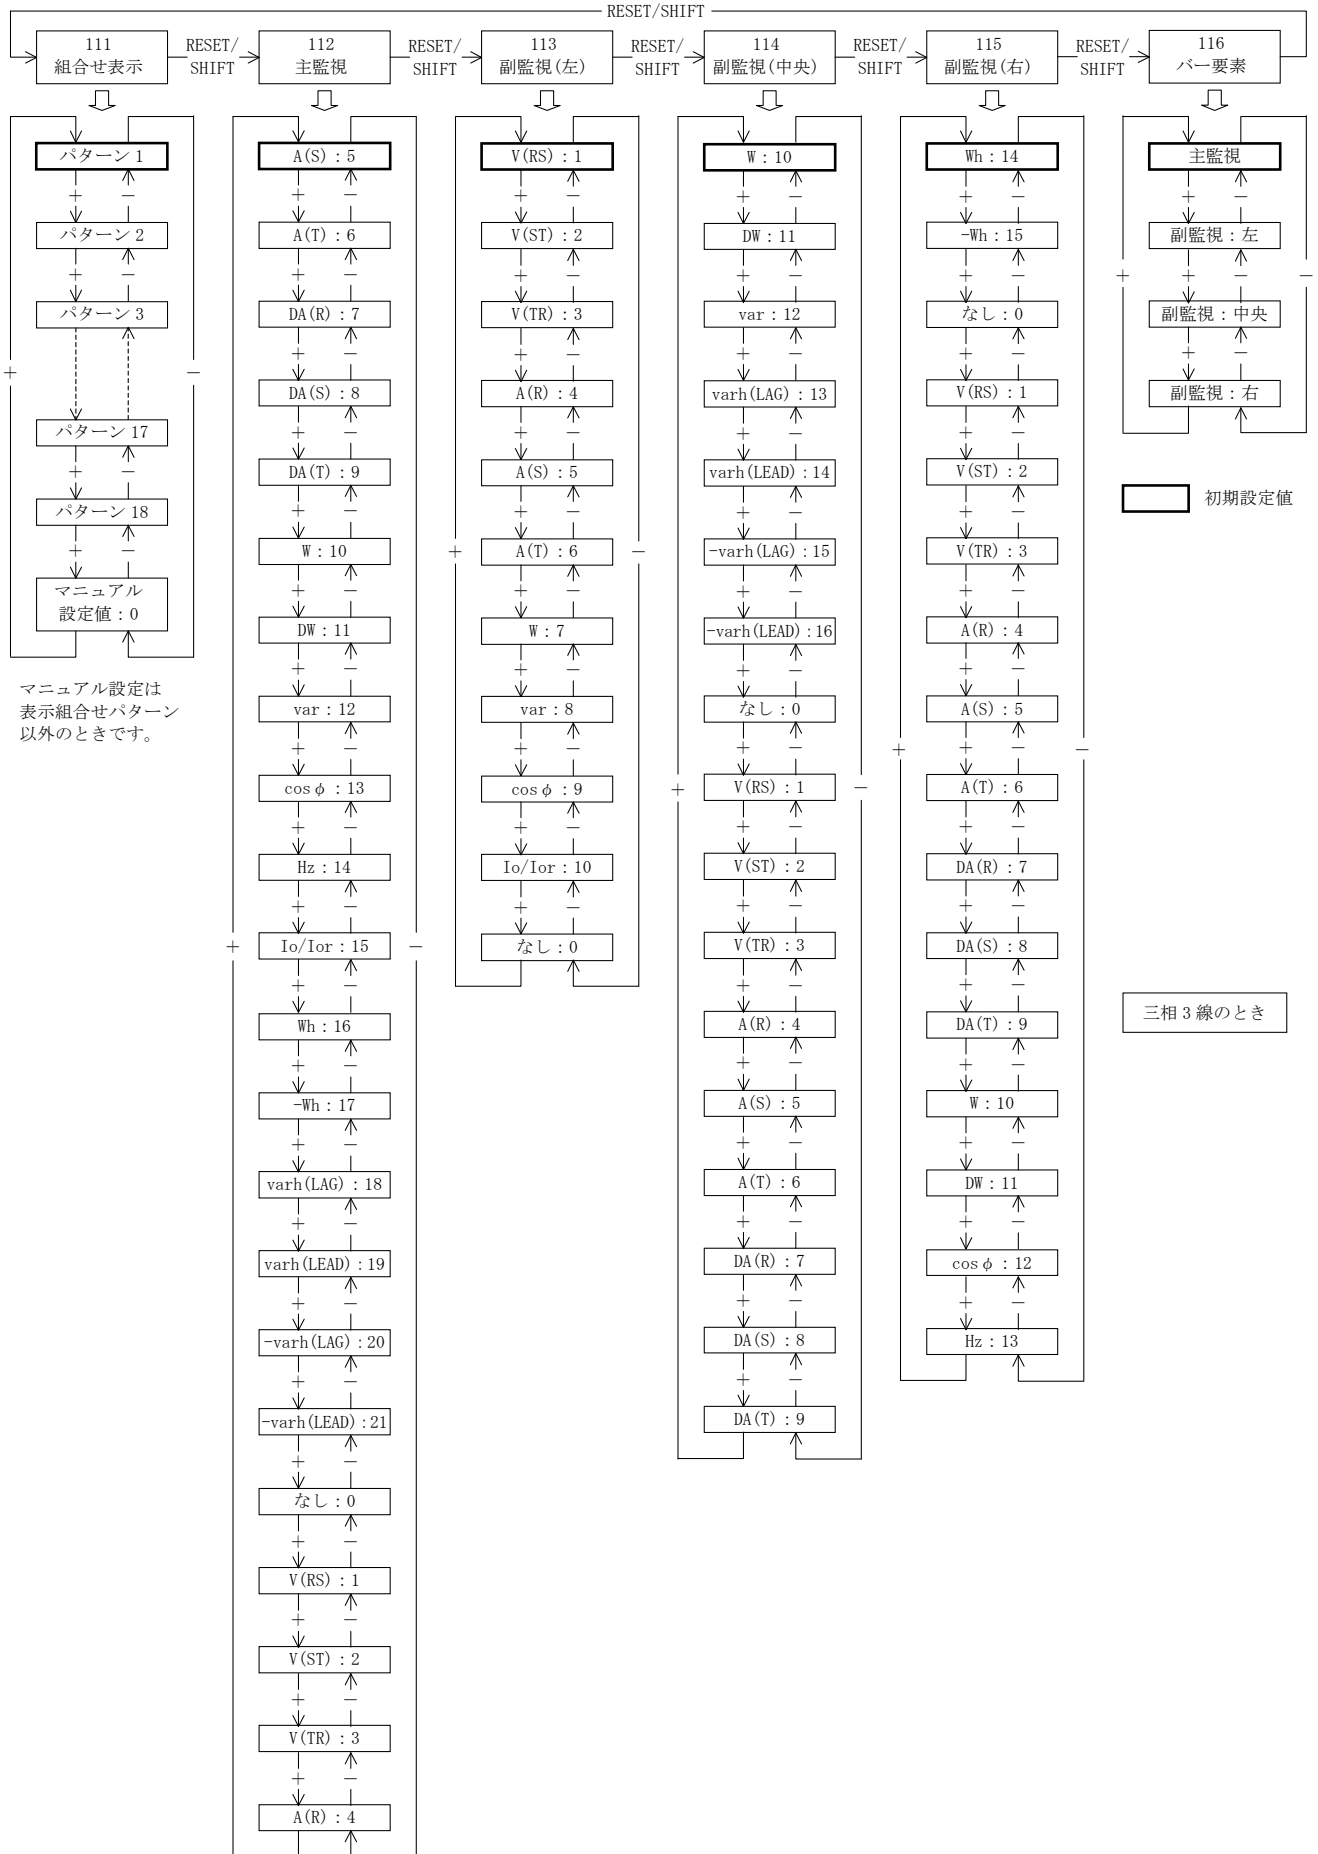 RESET/SHIFT
111
組合せ表示
RESET/
SHIFT
112
主監視
RESET/
SHIFT
113
副監視(左)
RESET/
SHIFT
114
副監視(中央)
RESET/
SHIFT
115
副監視(右)
RESET/
SHIFT
116
バー要素
パターン 1
+ −
パターン 2
+ −
パターン 3
+ −
パターン 17
+ −
パターン 18
+ −
マニュアル
設定値：0
マニュアル設定は
表示組合せパターン
以外のときです。
A(S)：5
+ −
A(T)：6
+ −
DA(R)：7
+ −
DA(S)：8
+ −
DA(T)：9
+ −
W：10
+ −
DW：11
+ −
var：12
+ −
cosφ：13
+ −
Hz：14
+ −
+ Io/Ior：15 −
+ −
Wh：16
+ −
-Wh：17
+ −
varh(LAG)：18
+ −
varh(LEAD)：19
+ −
-varh(LAG)：20
+ −
-varh(LEAD)：21
+ −
なし：0
+ −
V(RS)：1
+ −
V(ST)：2
+ −
V(TR)：3
+ −
A(R)：4
V(RS)：1
+ −
V(ST)：2
+ −
V(TR)：3
+ −
A(R)：4
+ −
A(S)：5
+ −
+ A(T)：6 −
+ −
W：7
+ −
var：8
+ −
cosφ：9
+ −
Io/Ior：10
+ −
なし：0
W：10
+ −
DW：11
+ −
var：12
+ −
varh(LAG)：13
+ −
varh(LEAD)：14
+ −
-varh(LAG)：15
+ −
-varh(LEAD)：16
+ −
なし：0
+ −
+ V(RS)：1 −
+ −
V(ST)：2
+ −
V(TR)：3
+ −
A(R)：4
+ −
A(S)：5
+ −
A(T)：6
+ −
DA(R)：7
+ −
DA(S)：8
+ −
DA(T)：9
Wh：14
+ −
-Wh：15
+ −
なし：0
+ −
V(RS)：1
+ −
V(ST)：2
+ −
V(TR)：3
+ −
A(R)：4
+ −
A(S)：5
+ + − −
A(T)：6
+ −
DA(R)：7
+ −
DA(S)：8
+ −
DA(T)：9
+ −
W：10
+ −
DW：11
+ −
cosφ：12
+ −
Hz：13
主監視
+ −
副監視：左
+ + − −
副監視：中央
+ −
副監視：右
初期設定値
三相 3 線のとき